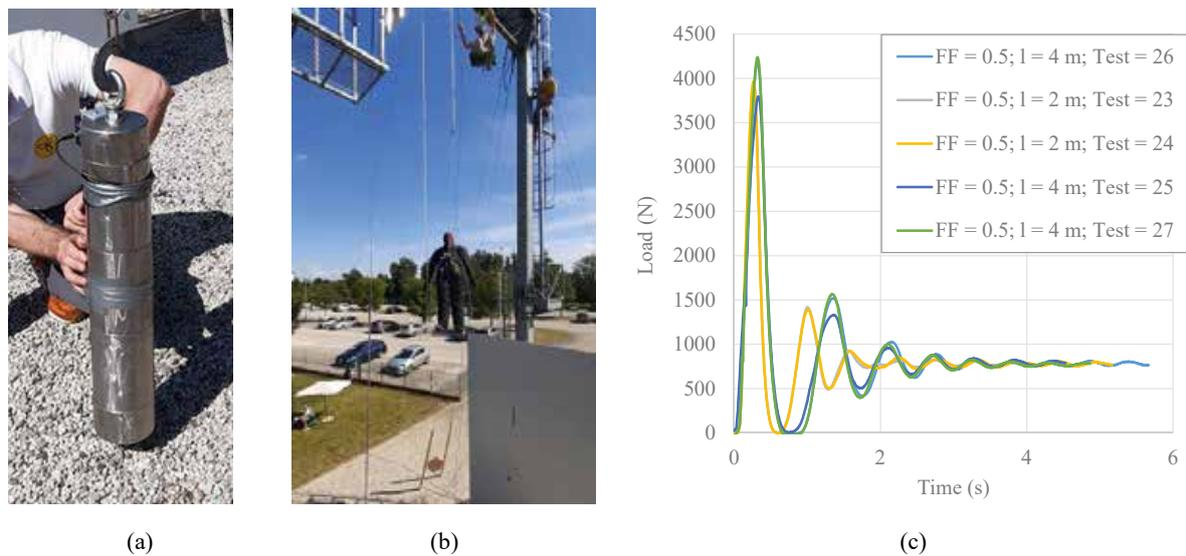 4500
4000
3500
3000
2500
2000
1500
1000
500
0
Load (N)
FF = 0.5; l = 4 m; Test = 26
FF = 0.5; l = 2 m; Test = 23
FF = 0.5; l = 2 m; Test = 24
FF = 0.5; l = 4 m; Test = 25
FF = 0.5; l = 4 m; Test = 27
0 2 4 6
Time (s)
(a) (b) (c)